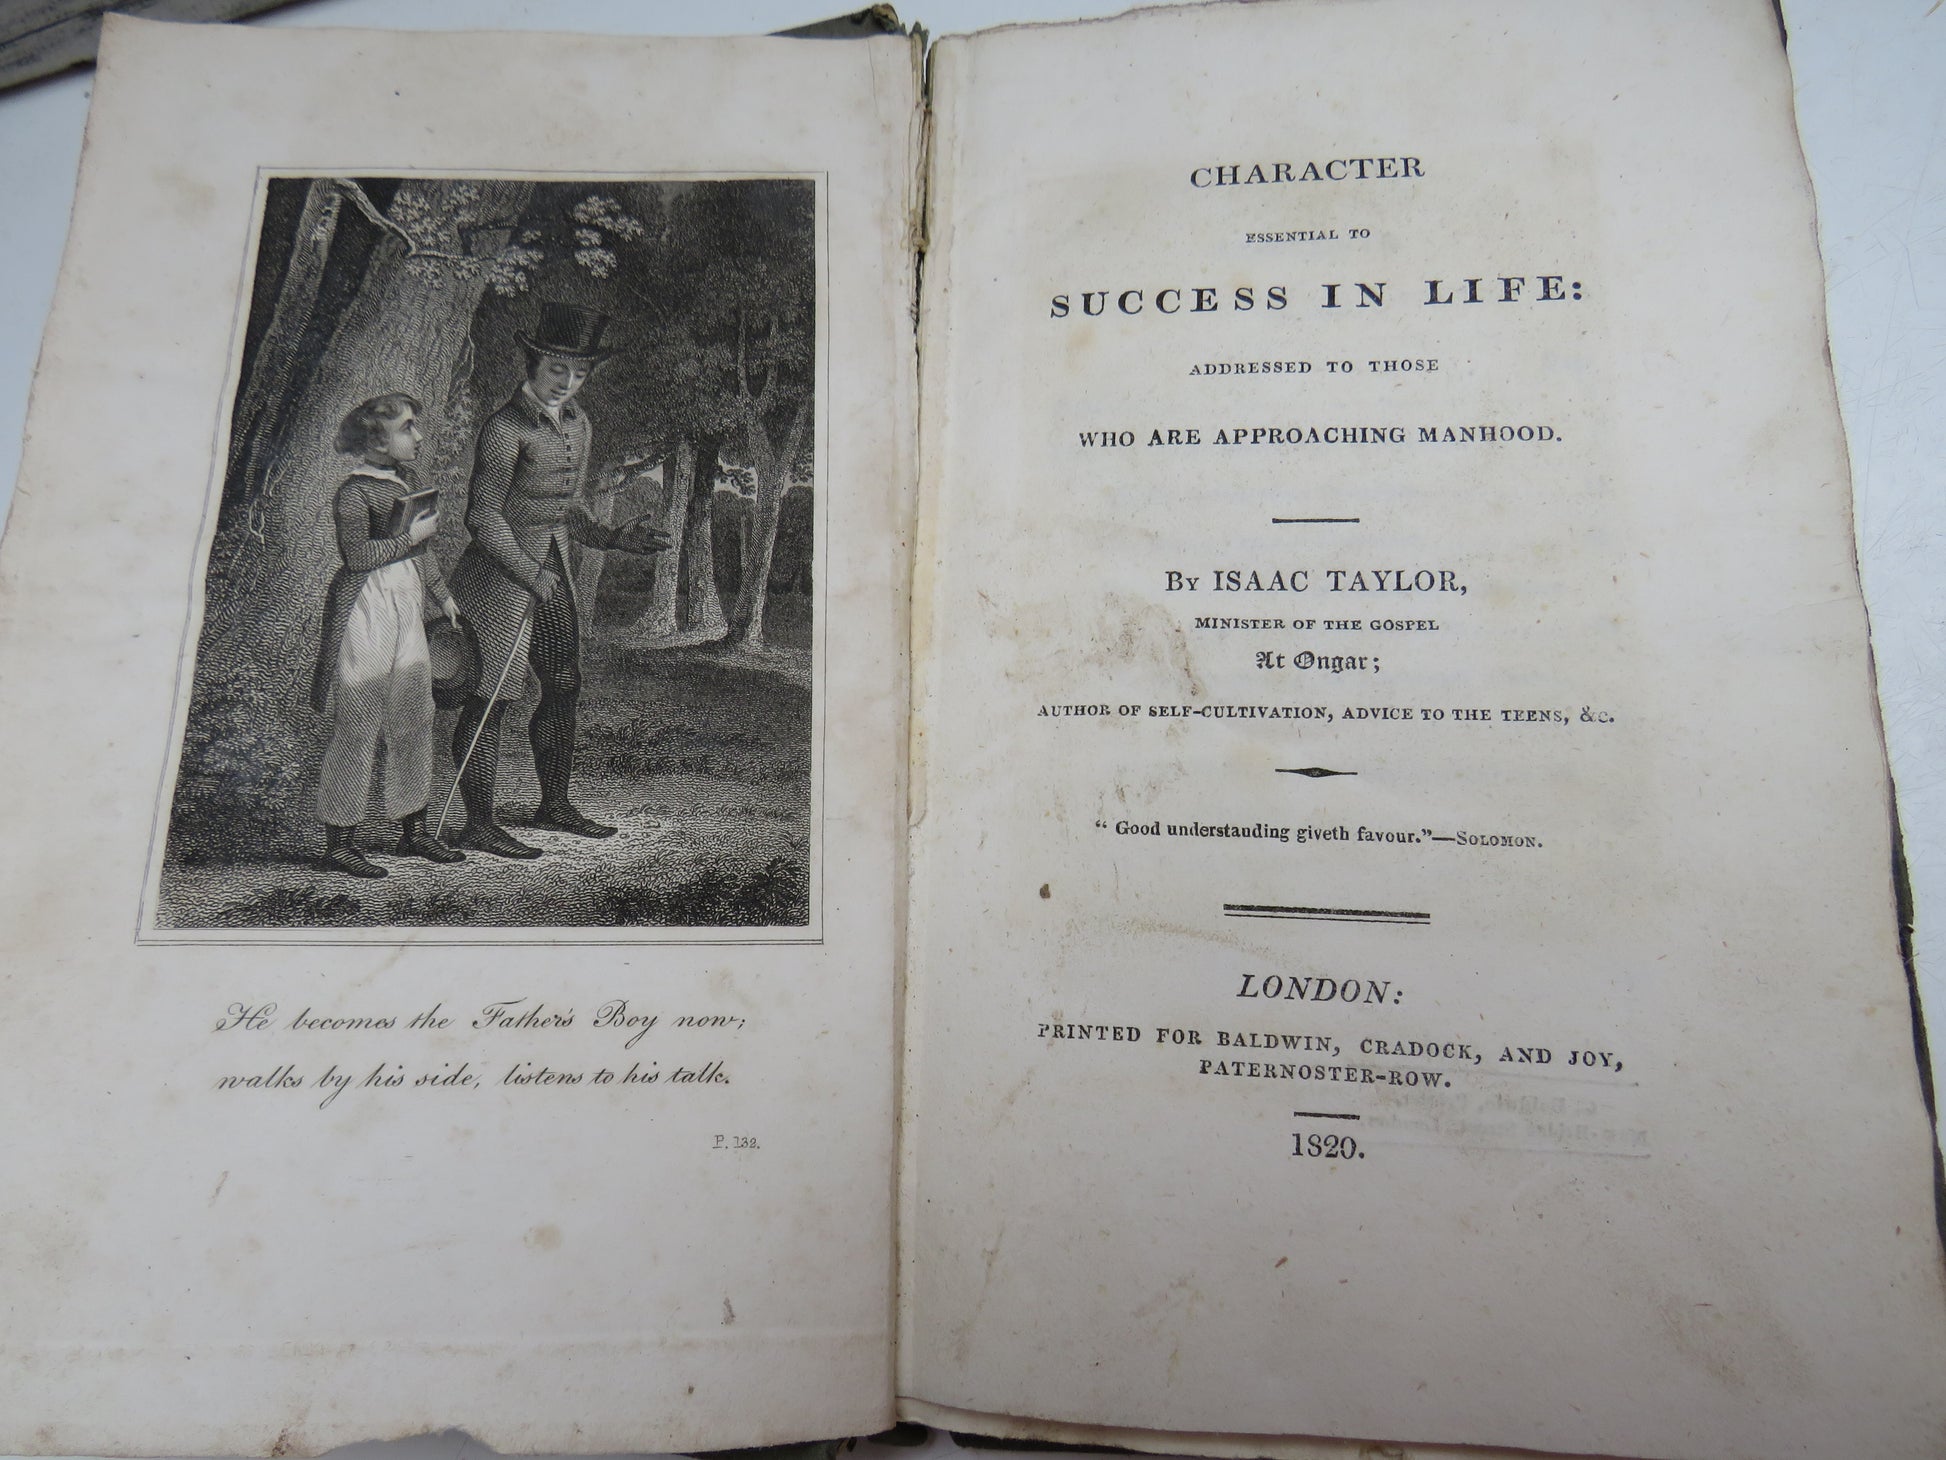 He becomes the Father's Boy now;
walks by his side, listens to his talk.
P. 132.
CHARACTER
ESSENTIAL TO
SUCCESS IN LIFE:
ADDRESSED TO THOSE
WHO ARE APPROACHING MANHOOD.
By ISAAC TAYLOR,
MINISTER OF THE GOSPEL
At Ongar;
AUTHOR OF SELF-CULTIVATION, ADVICE TO THE TEENS, &c.
“ Good understanding giveth favour.”—SOLOMON.
LONDON:
PRINTED FOR BALDWIN, CRADOCK, AND JOY,
PATERNOSTER-ROW.
1820.